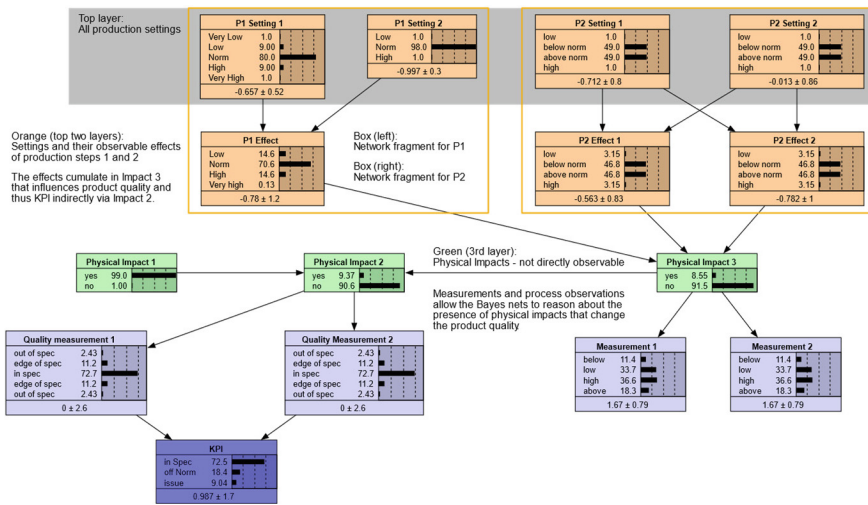 Top layer:
All production settings
P1 Setting 1
Very Low 1.0
Low 9.00
Norm 80.0
High 9.00
Very High 1.0
-0.657 ± 0.52
P1 Setting 2
Low 1.0
Norm 98.0
High 1.0
-0.997 ± 0.3
P2 Setting 1
low 1.0
below norm 49.0
above norm 49.0
high 1.0
-0.712 ± 0.8
P2 Setting 2
low 1.0
below norm 49.0
above norm 49.0
high 1.0
-0.013 ± 0.86
Orange (top two layers):
Settings and their observable effects
of production steps 1 and 2
The effects cumulate in Impact 3
that influences product quality and
thus KPI indirectly via Impact 2.
P1 Effect
Low 14.6
Norm 70.6
High 14.6
Very high 0.13
-0.78 ± 1.2
Box (left):
Network fragment for P1
Box (right):
Network fragment for P2
P2 Effect 1
low 3.15
below norm 46.8
above norm 46.8
high 3.15
-0.563 ± 0.83
P2 Effect 2
low 3.15
below norm 46.8
above norm 46.8
high 3.15
-0.782 ± 1
Green (3rd layer):
Physical Impacts - not directly observable
Physical Impact 1
yes 99.0
no 1.00
Physical Impact 2
yes 9.37
no 90.6
Physical Impact 3
yes 8.55
no 91.5
Measurements and process observations
allow the Bayes nets to reason about the
presence of physical impacts that change
the product quality
Quality measurement 1
out of spec 2.43
edge of spec 11.2
in spec 72.7
edge of spec 11.2
out of spec 2.43
0 ± 2.6
Quality Measurement 2
out of spec 2.43
edge of spec 11.2
in spec 72.7
edge of spec 11.2
out of spec 2.43
0 ± 2.6
Measurement 1
below 11.4
low 33.7
high 36.6
above 18.3
1.67 ± 0.79
Measurement 2
below 11.4
low 33.7
high 36.6
above 18.3
1.67 ± 0.79
KPI
in Spec 72.5
off Norm 18.4
issue 9.04
0.987 ± 1.7